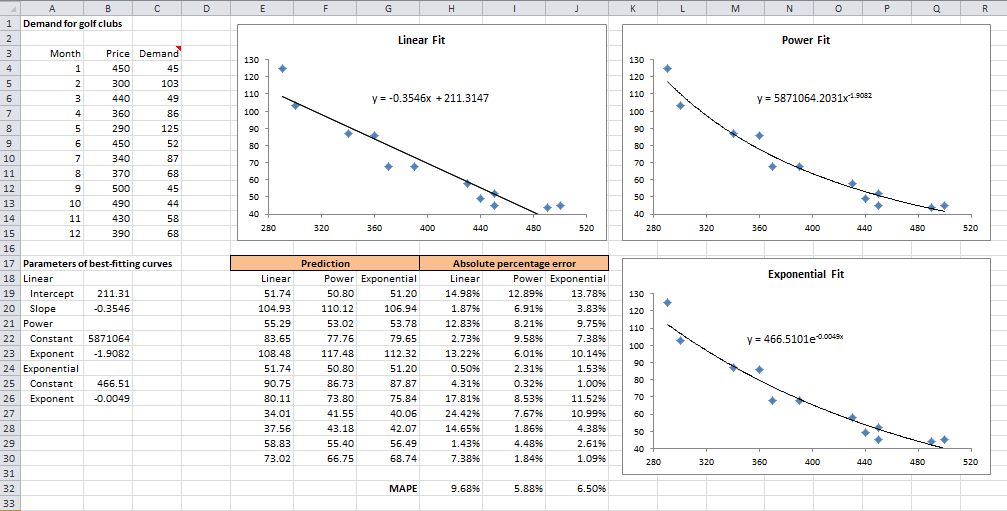 A B C D E F G H I J K L M N O P Q R
1 Demand for golf clubs
2
3 Month Price Demand
4 1 450 45
5 2 300 103
6 3 440 49
7 4 360 86
8 5 290 125
9 6 450 52
10 7 340 87
11 8 370 68
12 9 500 45
13 10 490 44
14 11 430 58
15 12 390 68
16
Linear Fit
130
120
110
100
90
80
70
60
50
40
y = -0.3546x + 211.3147
280 320 360 400 440 480 520
Power Fit
130
120
110
100
90
80
70
60
50
40
y = 5871064.2031x-1.9082
280 320 360 400 440 480 520
17 Parameters of best-fitting curves Prediction Absolute percentage error
18 Linear Linear Power Exponential Linear Power Exponential
19 Intercept 211.31 51.74 50.80 51.20 14.98% 12.89% 13.78%
20 Slope -0.3546 104.93 110.12 106.94 1.87% 6.91% 3.83%
21 Power 55.29 53.02 53.78 12.83% 8.21% 9.75%
22 Constant 5871064 83.65 77.76 79.65 2.73% 9.58% 7.38%
23 Exponent -1.9082 108.48 117.48 112.32 13.22% 6.01% 10.14%
24 Exponential 51.74 50.80 51.20 0.50% 2.31% 1.53%
25 Constant 466.51 90.75 86.73 87.87 4.31% 0.32% 1.00%
26 Exponent -0.0049 80.11 73.80 75.84 17.81% 8.53% 11.52%
27 34.01 41.55 40.06 24.42% 7.67% 10.99%
28 37.56 43.18 42.07 14.65% 1.86% 4.38%
29 58.83 55.40 56.49 1.43% 4.48% 2.61%
30 73.02 66.75 68.74 7.38% 1.84% 1.09%
31
32 MAPE 9.68% 5.88% 6.50%
33
Exponential Fit
130
120
110
100
90
80
70
60
50
40
y = 466.5101e-0.0049x
280 320 360 400 440 480 520